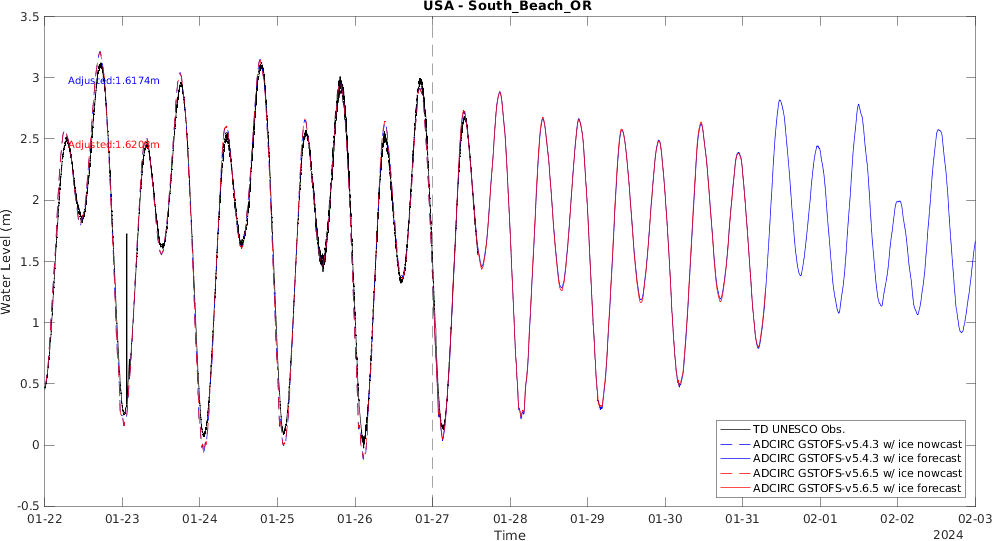 USA - South_Beach_OR
3.5
3
2.5
2
1.5
1
0.5
0
-0.5
Water Level (m)
Adjusted:1.6174m
TD UNESCO Obs.
ADCIRC GSTOFS-v5.4.3 w/ ice nowcast
ADCIRC GSTOFS-v5.4.3 w/ ice forecast
ADCIRC GSTOFS-v5.6.5 w/ ice nowcast
ADCIRC GSTOFS-v5.6.5 w/ ice forecast
01-22 01-23 01-24 01-25 01-26 01-27 01-28 01-29 01-30 01-31 02-01 02-02 02-03
Time
2024